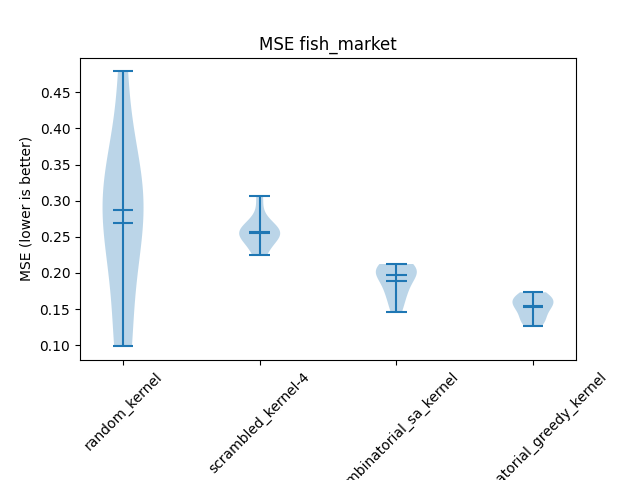 MSE fish_market
MSE (lower is better)
0.45
0.40
0.35
0.30
0.25
0.20
0.15
0.10
random_kernel
scrambled_kernel-4
mbinatorial_sa_kernel
atorial_greedy_kernel